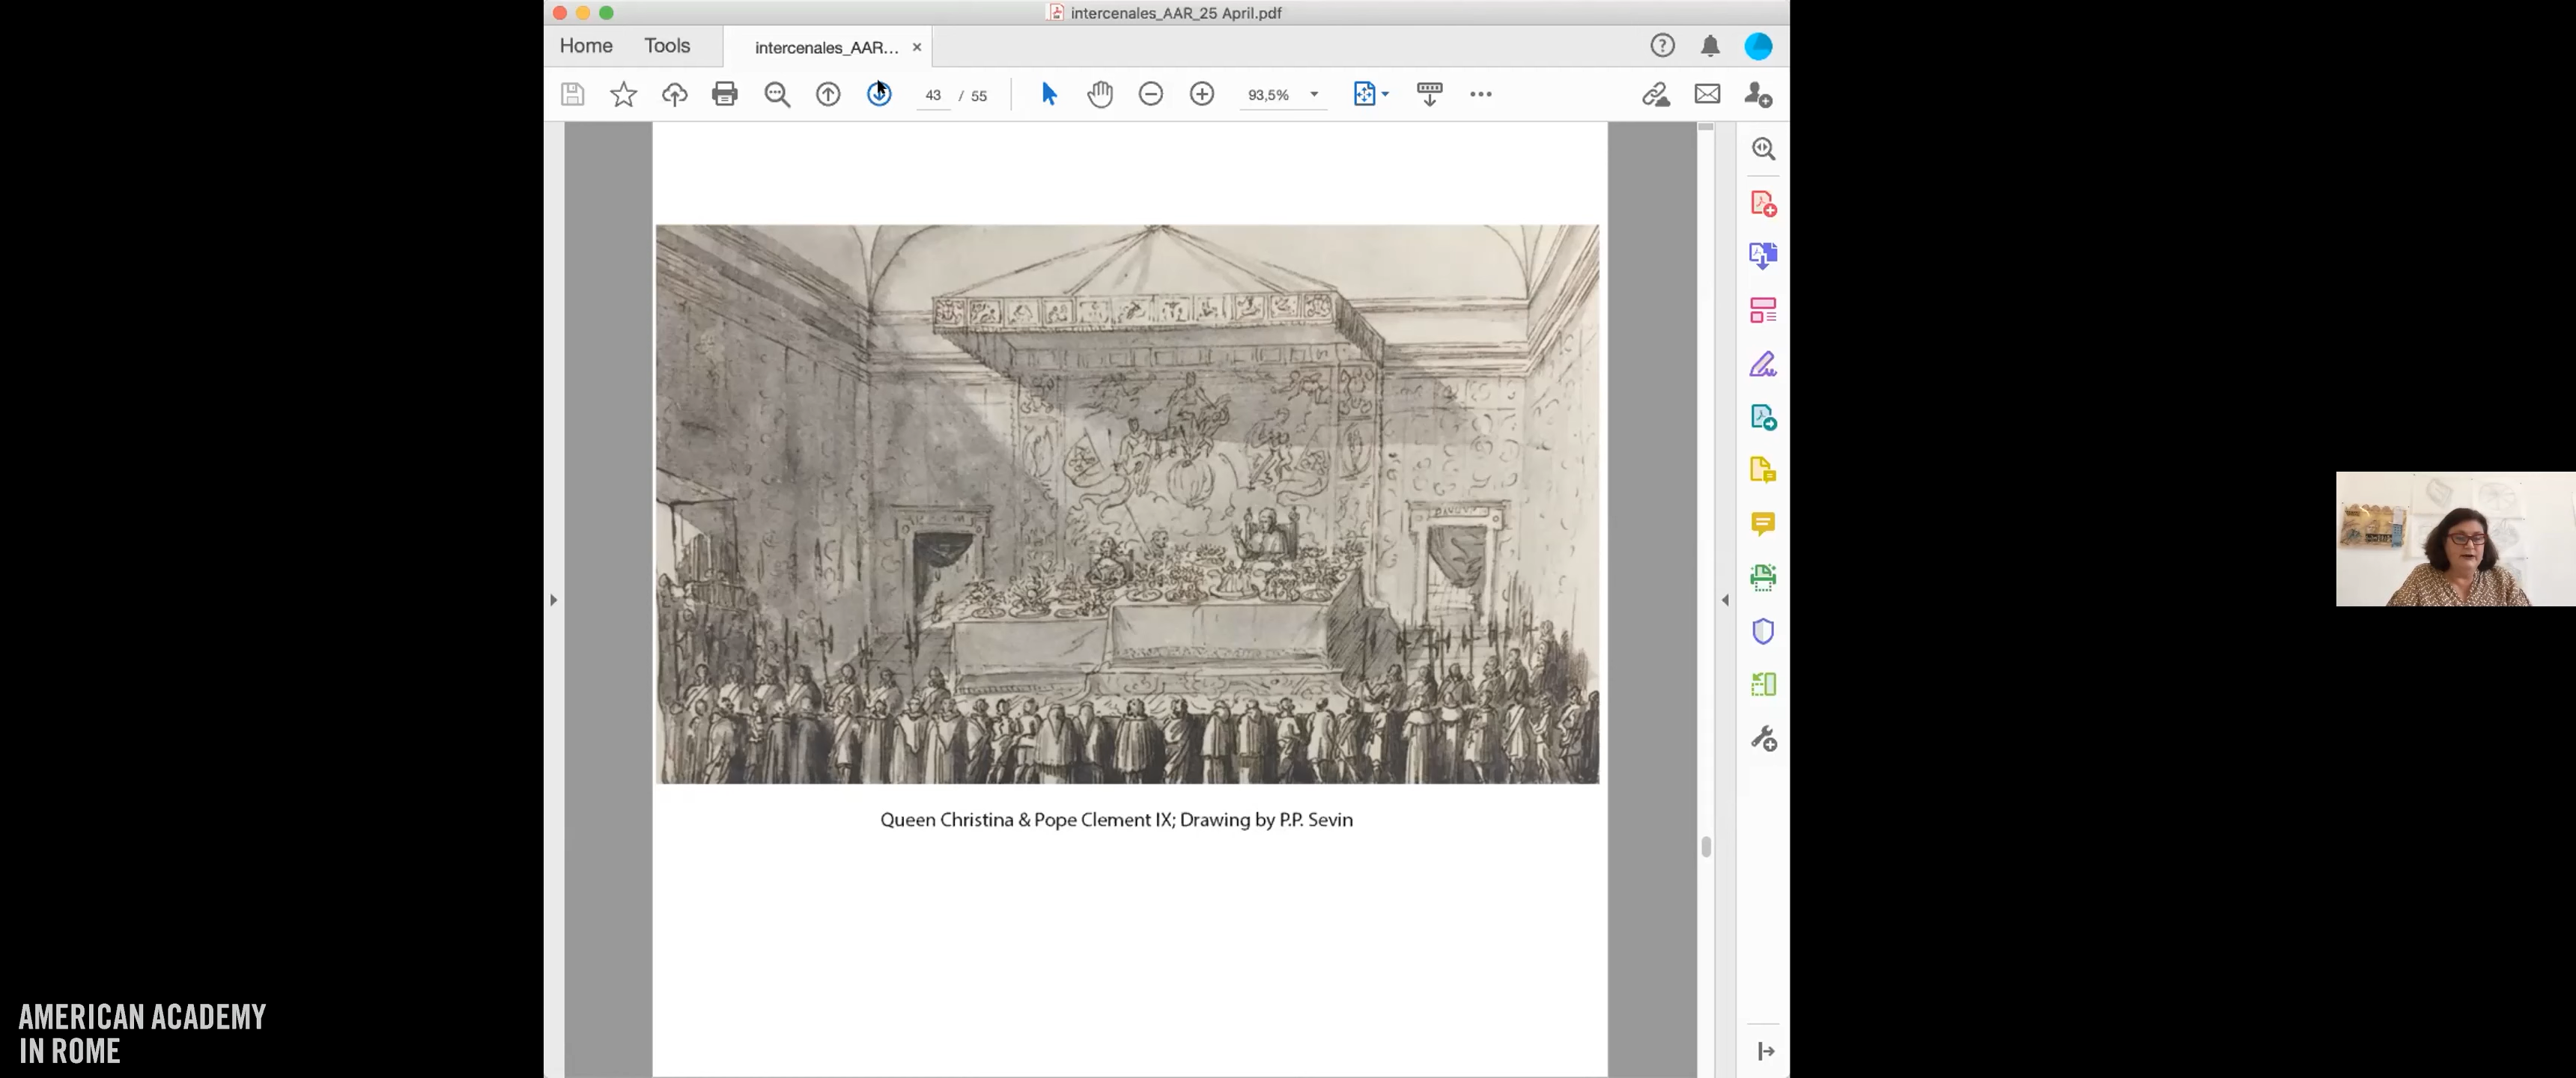 intercenales_AAR_25 April.pdf
Home
Tools
intercenales_AAR...
43 / 55
93,5%
Queen Christina & Pope Clement IX; Drawing by P.P. Sevin
AMERICAN ACADEMY
IN ROME